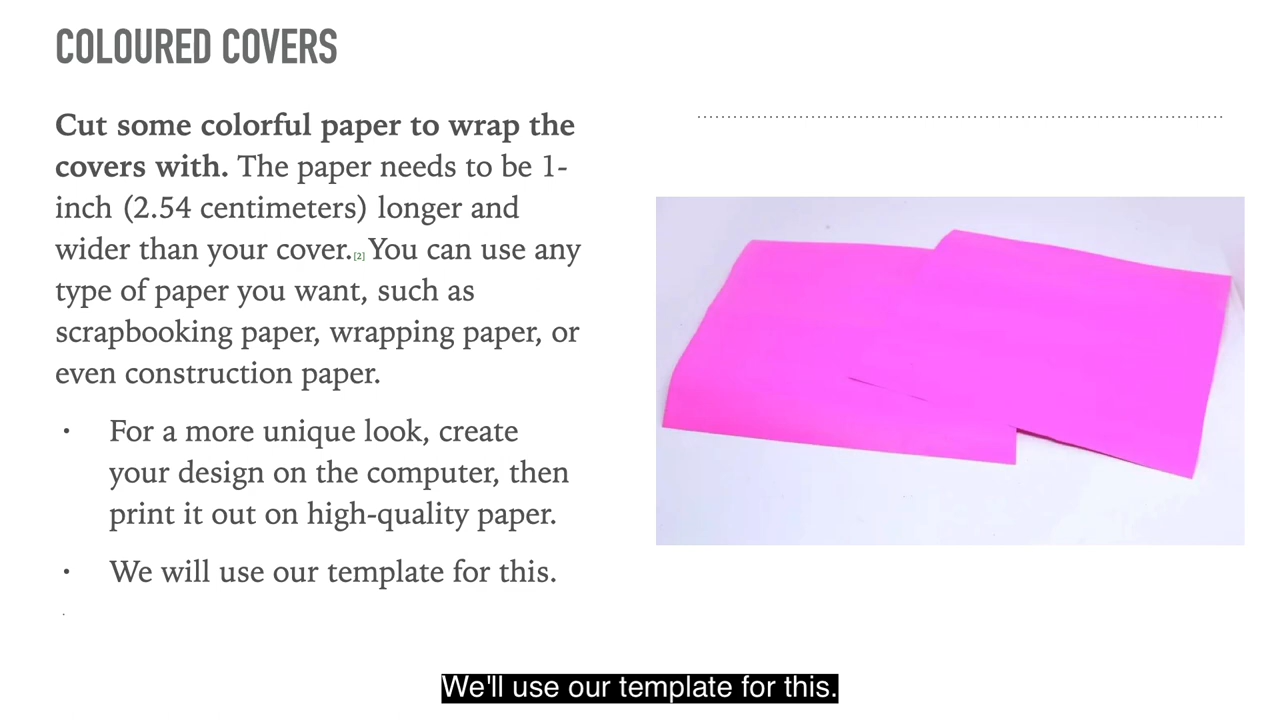 COLOURED COVERS
Cut some colorful paper to wrap the
covers with. The paper needs to be 1-
inch (2.54 centimeters) longer and
wider than your cover.[2] You can use any
type of paper you want, such as
scrapbooking paper, wrapping paper, or
even construction paper.
• For a more unique look, create
your design on the computer, then
print it out on high-quality paper.
• We will use our template for this.
We'll use our template for this.